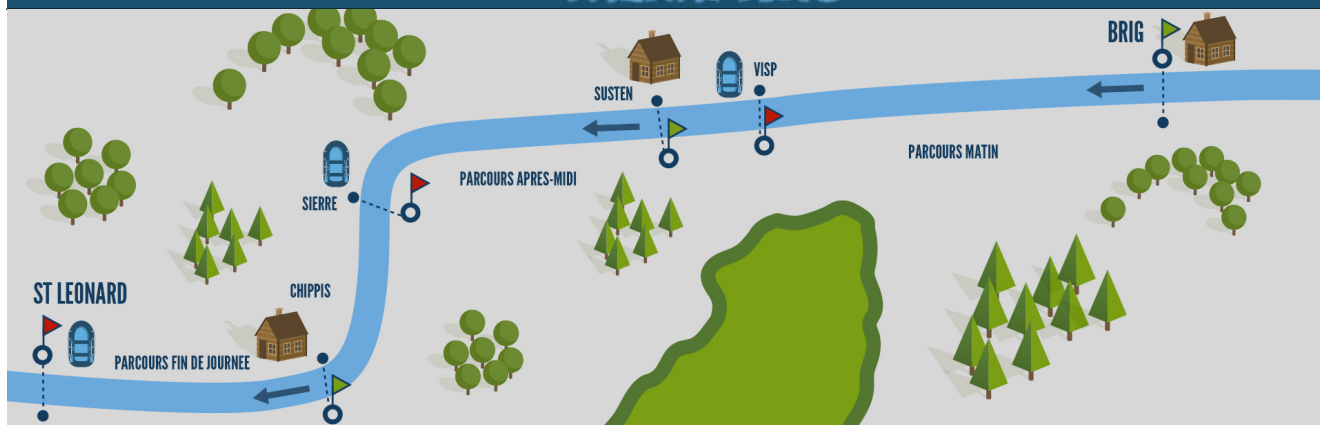 BRIG
VISP
SUSTEN
PARCOURS MATIN
PARCOURS APRES-MIDI
SIERRE
CHIPPIS
ST LEONARD
PARCOURS FIN DE JOURNEE